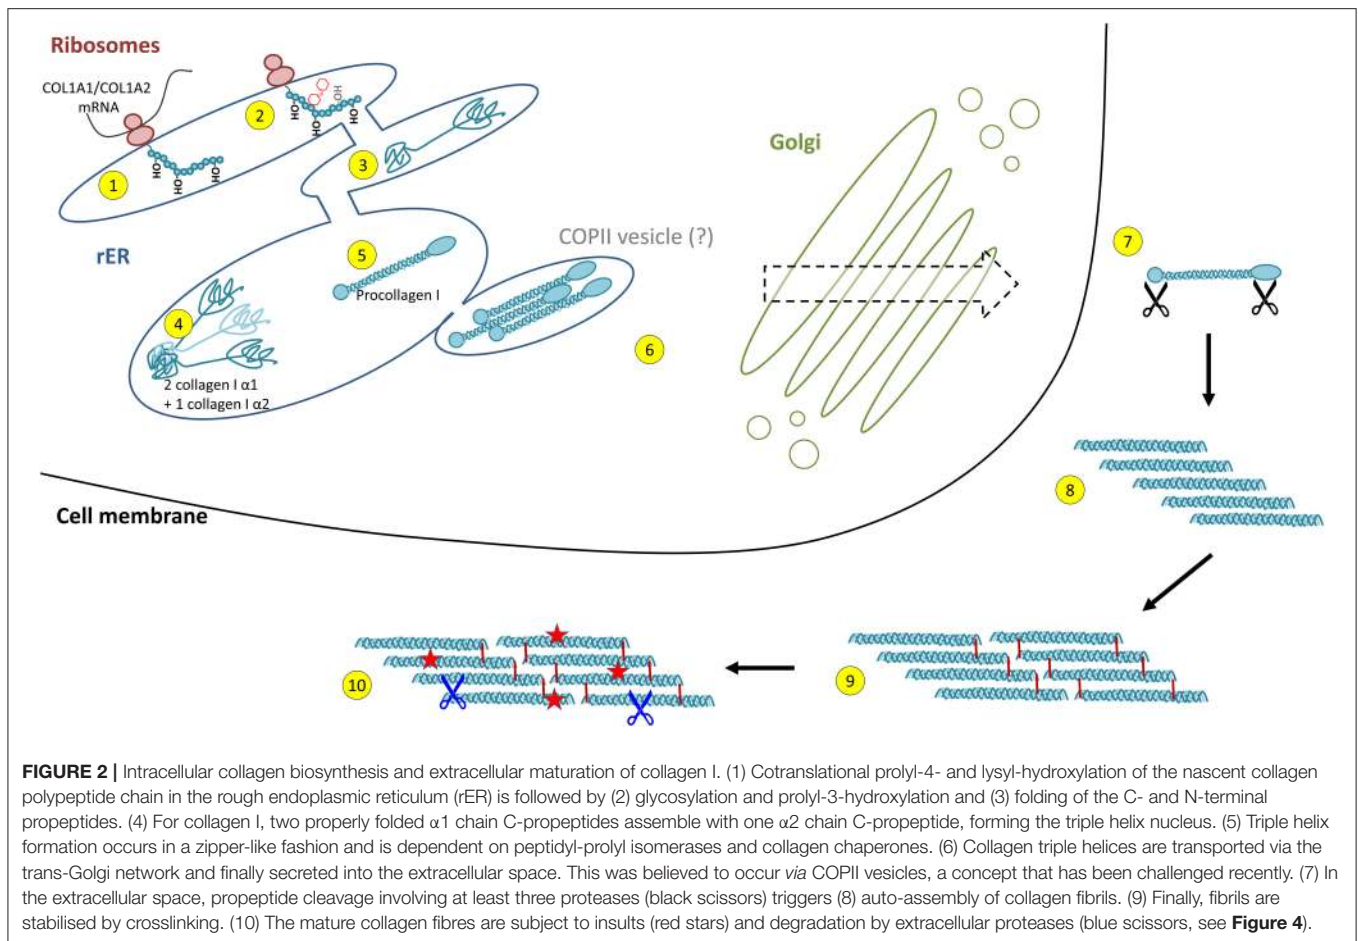 Ribosomes
COL1A1/COL1A2
mRNA
HO
HO
HO
1
2
HO
HO
HO
HO
3
rER
4
2 collagen I α1
+ 1 collagen I α2
5
Procollagen I
COPII vesicle (?)
6
Golgi
Cell membrane
7
8
9
10
FIGURE 2 | Intracellular collagen biosynthesis and extracellular maturation of collagen I. (1) Cotranslational prolyl-4- and lysyl-hydroxylation of the nascent collagen
polypeptide chain in the rough endoplasmic reticulum (rER) is followed by (2) glycosylation and prolyl-3-hydroxylation and (3) folding of the C- and N-terminal
propeptides. (4) For collagen I, two properly folded α1 chain C-propeptides assemble with one α2 chain C-propeptide, forming the triple helix nucleus. (5) Triple helix
formation occurs in a zipper-like fashion and is dependent on peptidyl-prolyl isomerases and collagen chaperones. (6) Collagen triple helices are transported via the
trans-Golgi network and finally secreted into the extracellular space. This was believed to occur via COPII vesicles, a concept that has been challenged recently. (7) In
the extracellular space, propeptide cleavage involving at least three proteases (black scissors) triggers (8) auto-assembly of collagen fibrils. (9) Finally, fibrils are
stabilised by crosslinking. (10) The mature collagen fibres are subject to insults (red stars) and degradation by extracellular proteases (blue scissors, see Figure 4).